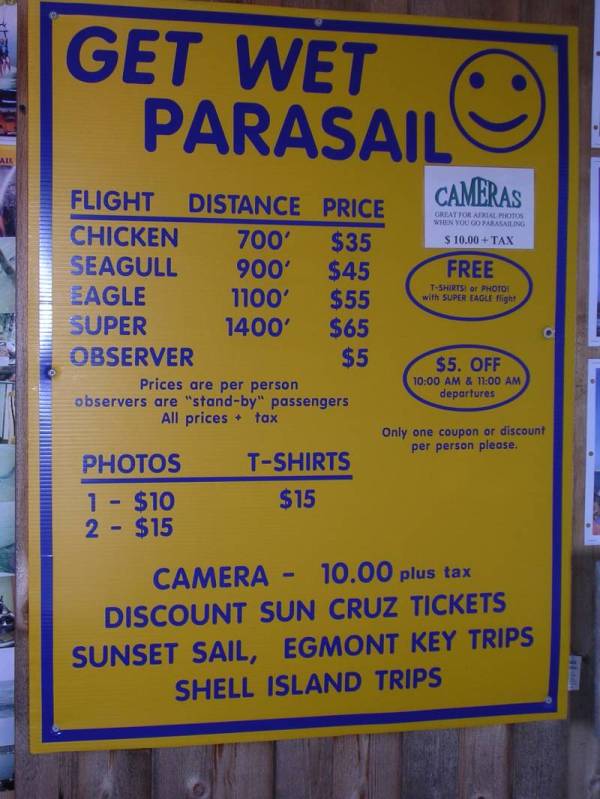 GET WET
PARASAIL
FLIGHT DISTANCE PRICE
CHICKEN 700' $35
SEAGULL 900' $45
EAGLE 1100' $55
SUPER 1400' $65
OBSERVER $5
Prices are per person
observers are "stand-by" passengers
All prices + tax
CAMERAS
GREAT FOR AERIAL PHOTOS
WHEN YOU GO PARASAILING
$ 10.00 + TAX
FREE
T-SHIRTS! or PHOTO!
with SUPER EAGLE flight
$5. OFF
10:00 AM & 11:00 AM
departures
Only one coupon or discount
per person please.
PHOTOS T-SHIRTS
1 - $10 $15
2 - $15
CAMERA - 10.00 plus tax
DISCOUNT SUN CRUZ TICKETS
SUNSET SAIL, EGMONT KEY TRIPS
SHELL ISLAND TRIPS